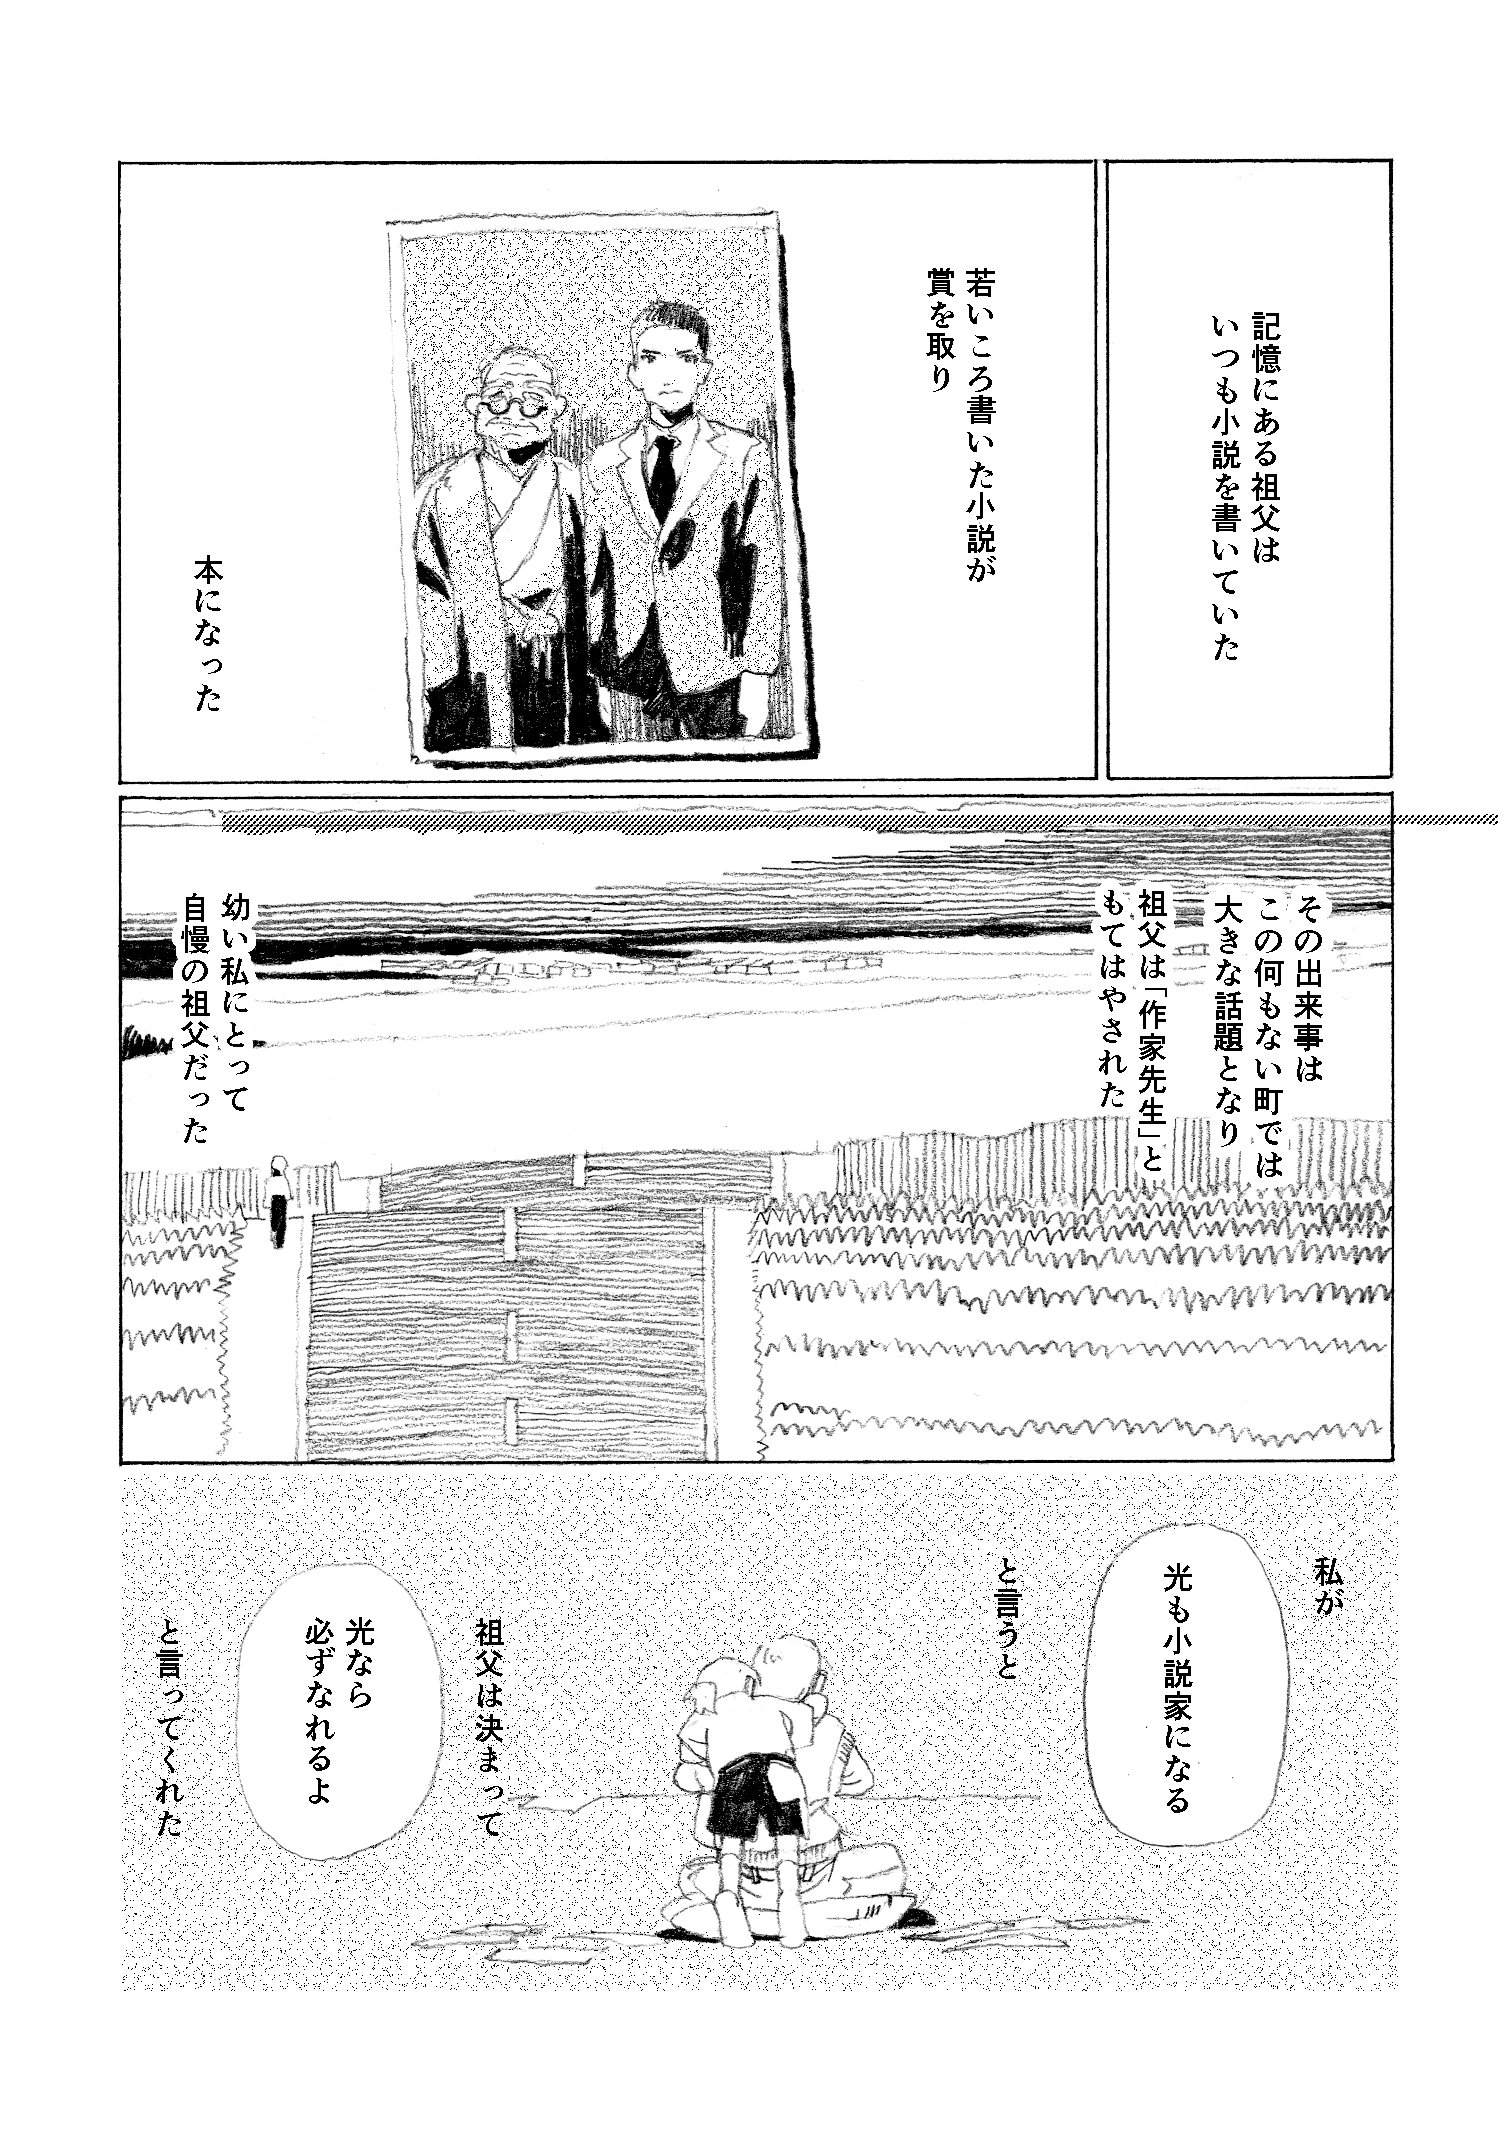 記憶にある祖父は
いつも小説を書いていた
若いころ書いた小説が
賞を取り
本になった
その出来事は
この何もない町では
大きな話題となり
祖父は「作家先生」と
もてはやされた
幼い私にとって
自慢の祖父だった
私が
光も小説家になる
と言うと
祖父は決まって
光なら
必ずなれるよ
と言ってくれた